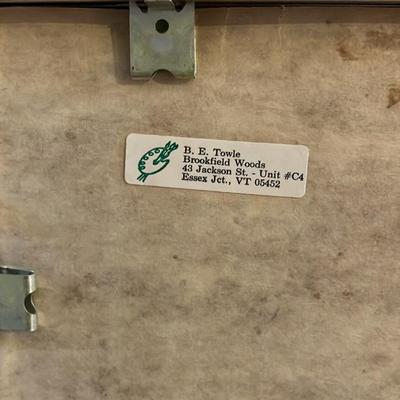 B. E. Towle
Brookfield Woods
43 Jackson St. - Unit #C4
Essex Jct., VT 05452